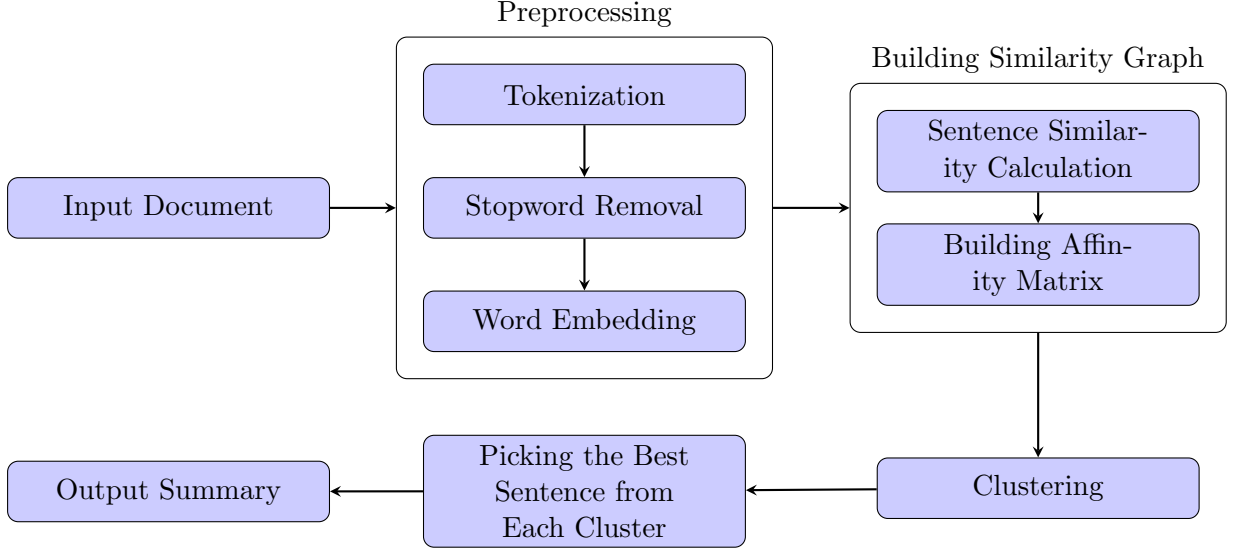 Preprocessing
Tokenization
Stopword Removal
Word Embedding
Input Document
Building Similarity Graph
Sentence Similar-
ity Calculation
Building Affin-
ity Matrix
Clustering
Picking the Best
Sentence from
Each Cluster
Output Summary